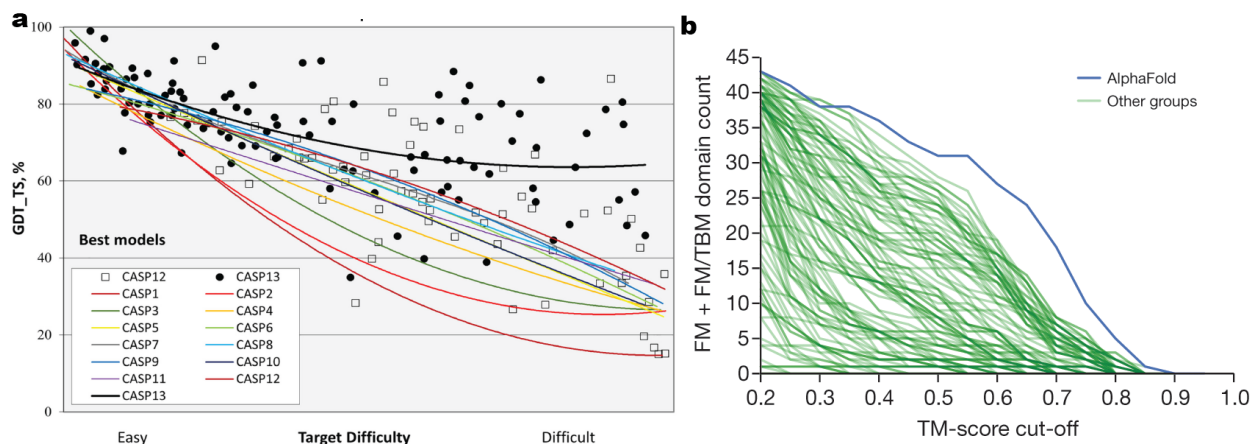 a
100
80
60
40
20
0
GDT_TS, %
Best models
CASP12 CASP13
CASP1 CASP2
CASP3 CASP4
CASP5 CASP6
CASP7 CASP8
CASP9 CASP10
CASP11 CASP12
CASP13
Easy Target Difficulty Difficult
b
45
40
35
30
25
20
15
10
5
0
FM + FM/TBM domain count
AlphaFold
Other groups
0.2 0.3 0.4 0.5 0.6 0.7 0.8 0.9 1.0
TM-score cut-off